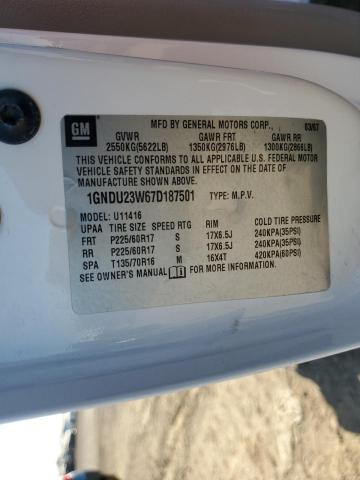 GM
MFD BY GENERAL MOTORS CORP. 03/07
GVWR GAWR FRT GAWR RR
2550KG(5622LB) 1350KG(2976LB) 1300KG(2866LB)
THIS VEHICLE CONFORMS TO ALL APPLICABLE U.S. FEDERAL MOTOR
VEHICLE SAFETY STANDARDS IN EFFECT ON THE DATE OF
MANUFACTURE SHOWN ABOVE.
1GNDU23W67D187501 TYPE: M.P.V.
MODEL: U11416
UPAA TIRE SIZE SPEED RTG RIM COLD TIRE PRESSURE
FRT P225/60R17 S 17X6.5J 240KPA(35PSI)
RR P225/60R17 S 17X6.5J 240KPA(35PSI)
SPA T135/70R16 M 16X4T 420KPA(60PSI)
SEE OWNER'S MANUAL FOR MORE INFORMATION.